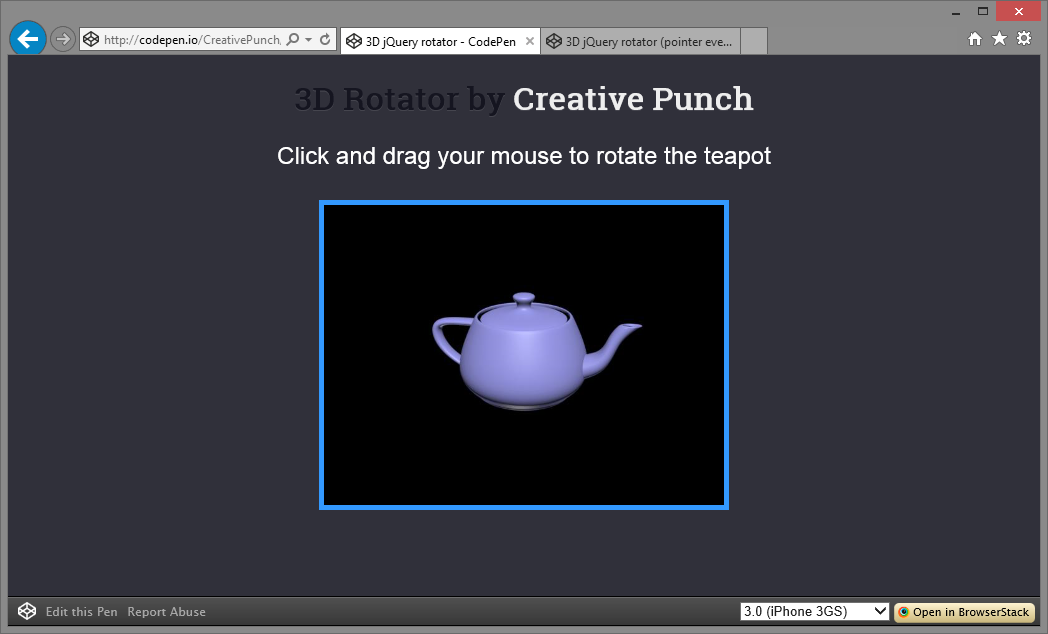 http://codepen.io/CreativePunch,
3D jQuery rotator - CodePen
3D jQuery rotator (pointer eve...
3D Rotator by Creative Punch
Click and drag your mouse to rotate the teapot
Edit this Pen
Report Abuse
3.0 (iPhone 3GS)
Open in BrowserStack